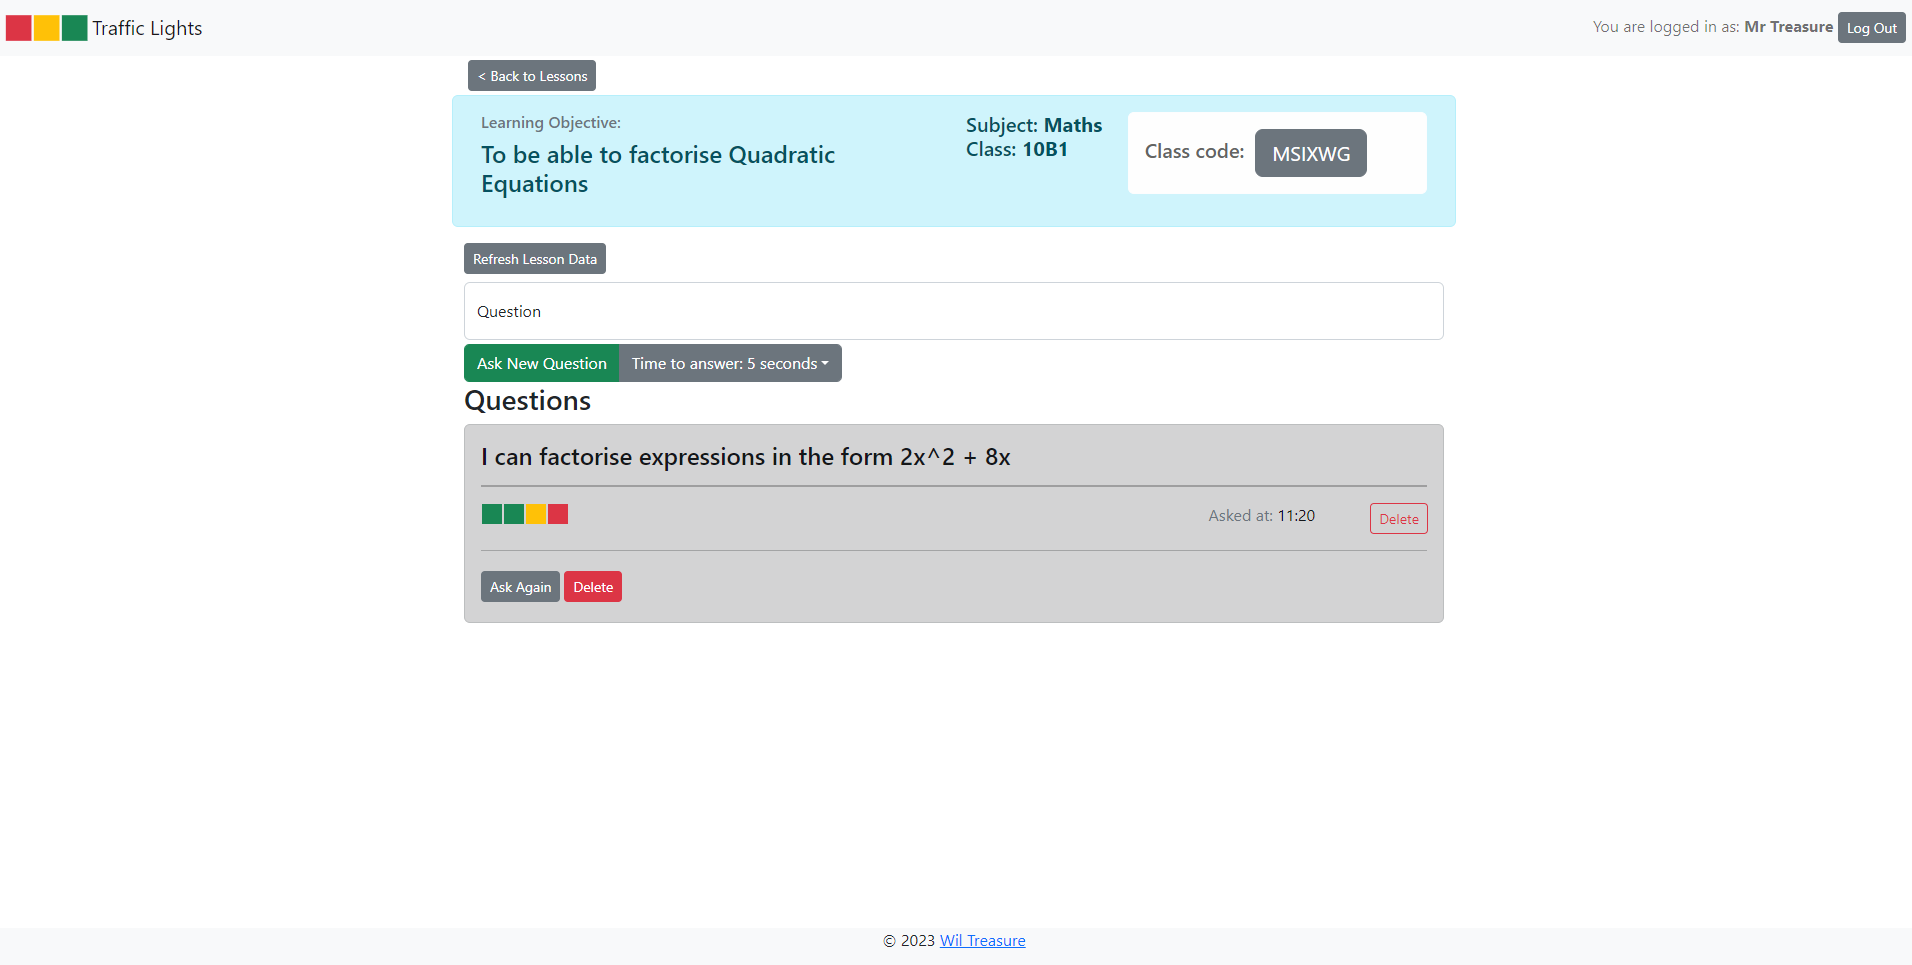 Traffic Lights
You are logged in as: Mr Treasure
Log Out
< Back to Lessons
Learning Objective:
To be able to factorise Quadratic
Equations
Subject: Maths
Class: 10B1
Class code:
MSIXWG
Refresh Lesson Data
Question
Ask New Question
Time to answer: 5 seconds
Questions
I can factorise expressions in the form 2x^2 + 8x
Asked at: 11:20
Delete
Ask Again
Delete
© 2023 Wil Treasure